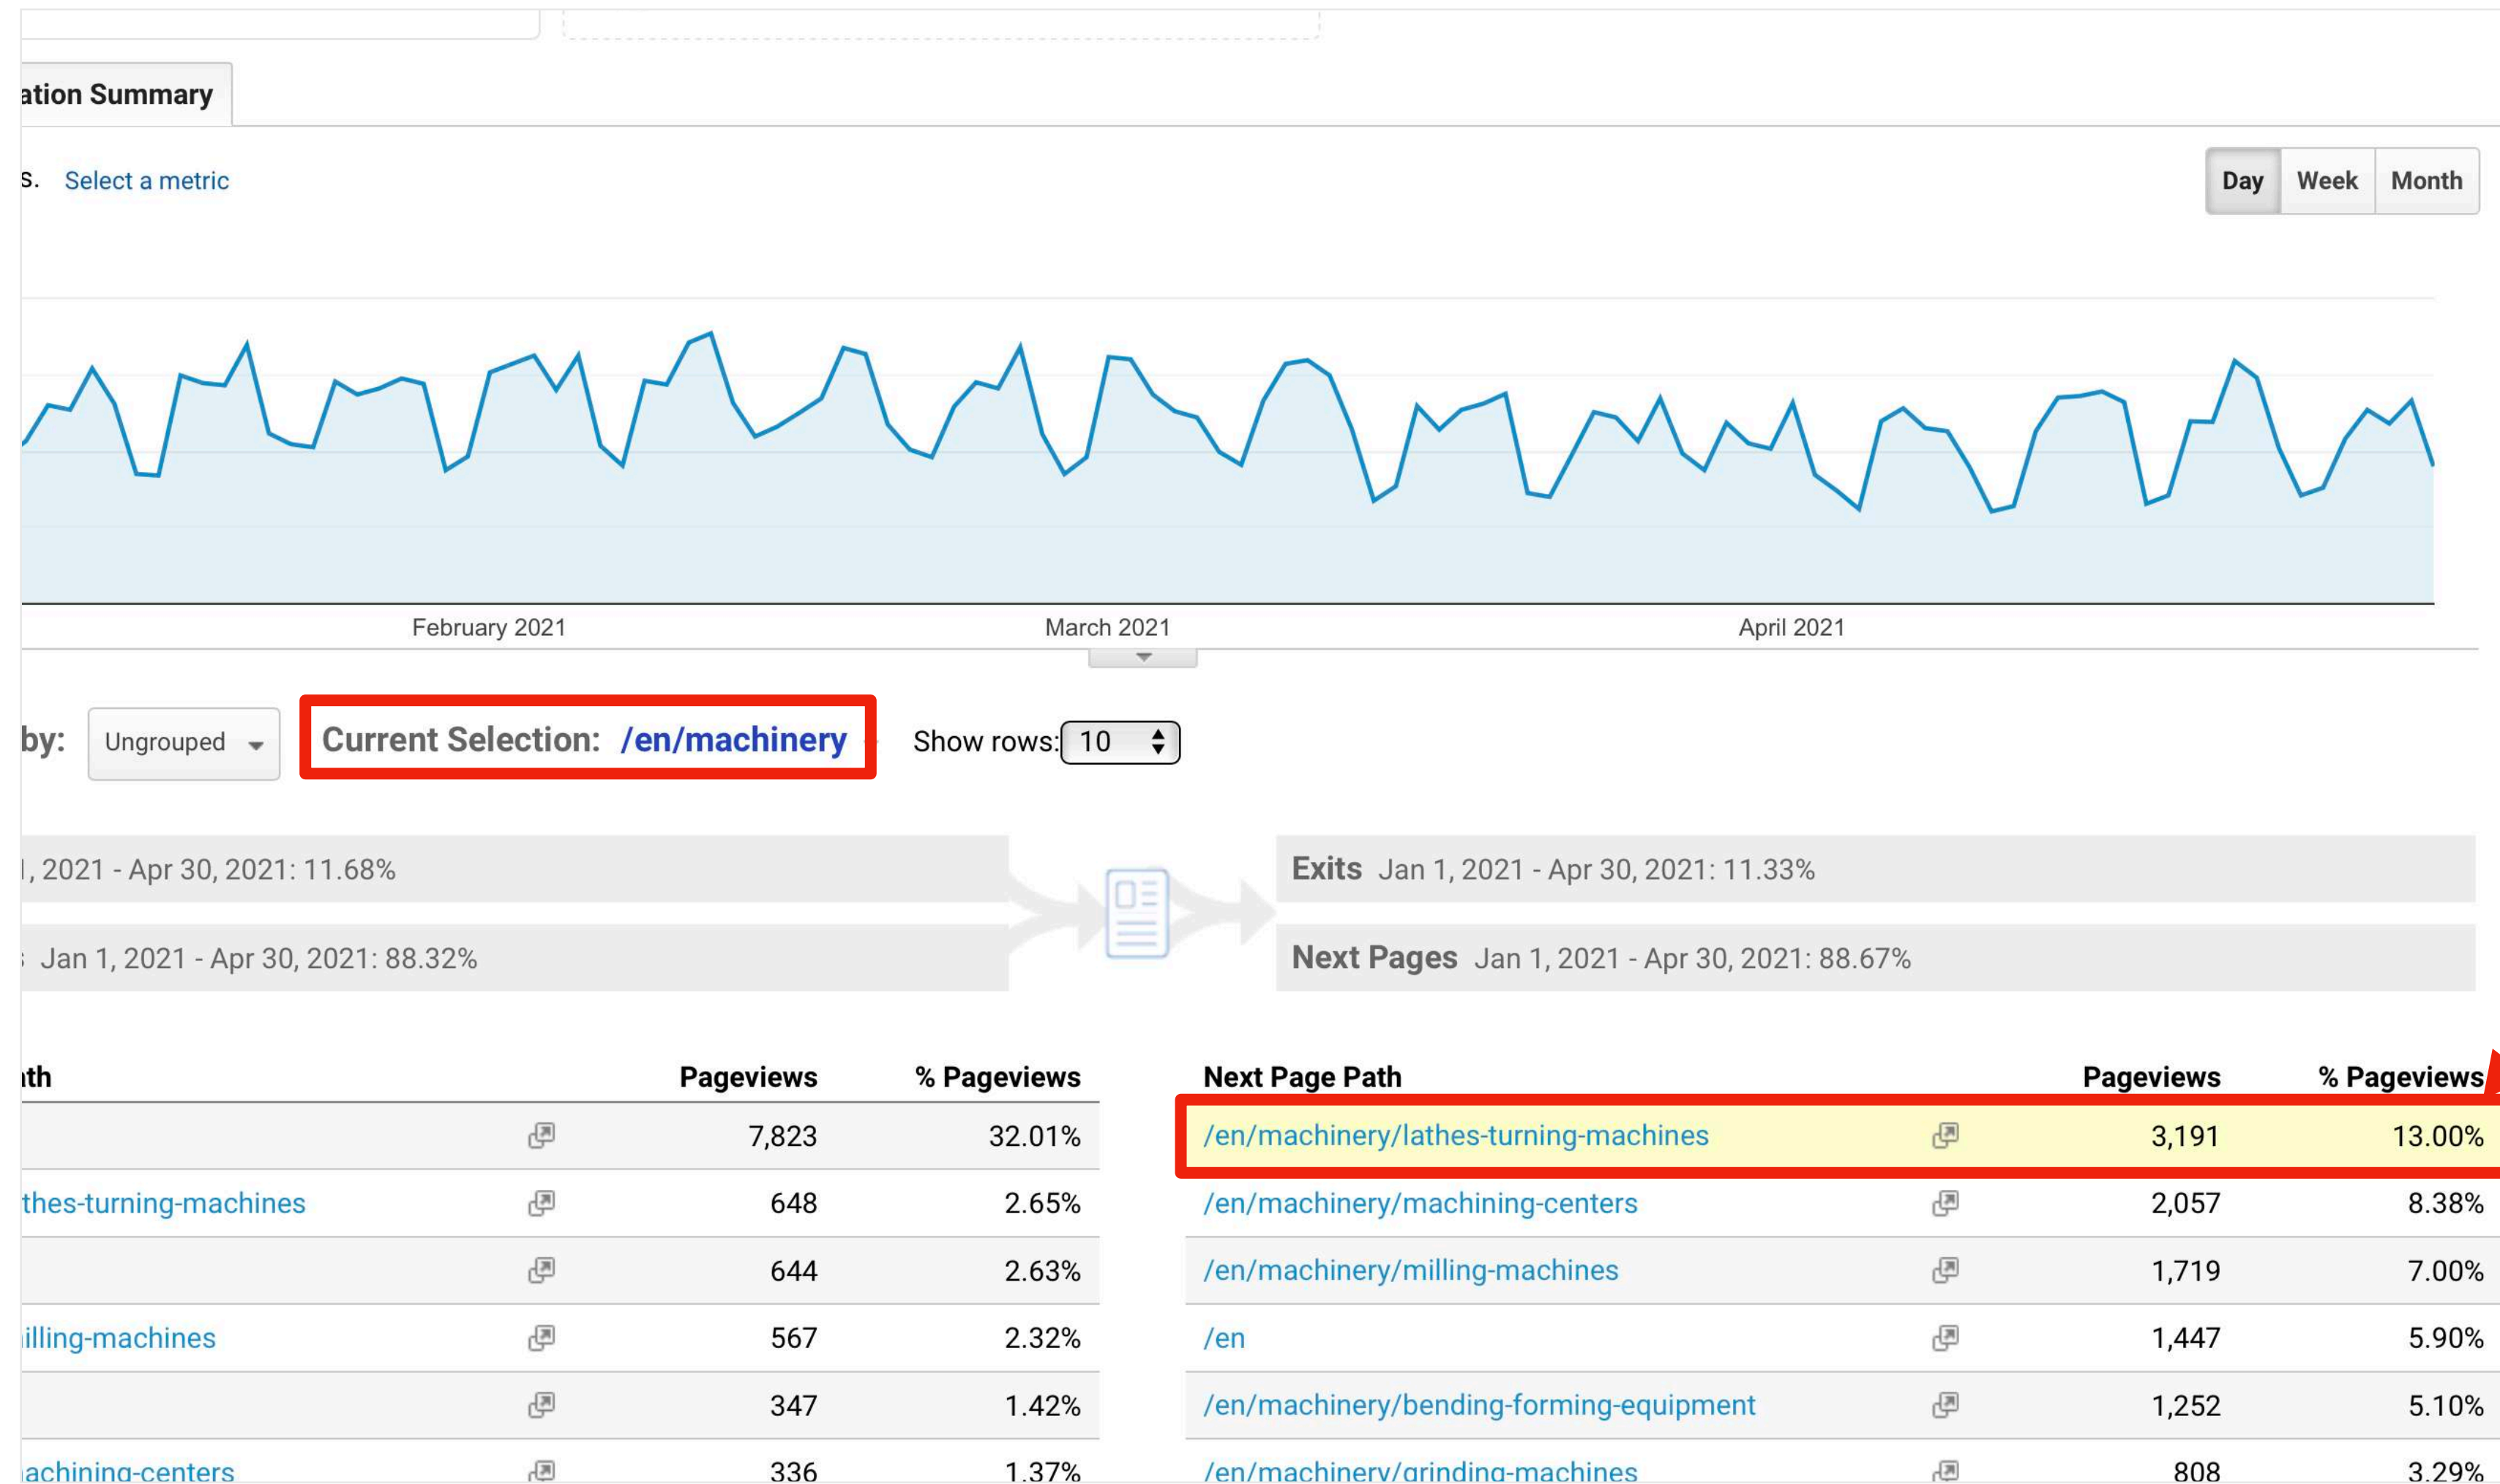 ation Summary
s. Select a metric
Day Week Month
February 2021 March 2021 April 2021
by: Ungrouped Current Selection: /en/machinery Show rows: 10
, 2021 - Apr 30, 2021: 11.68%
Exits Jan 1, 2021 - Apr 30, 2021: 11.33%
Jan 1, 2021 - Apr 30, 2021: 88.32%
Next Pages Jan 1, 2021 - Apr 30, 2021: 88.67%
ath Pageviews % Pageviews
7,823 32.01%
thes-turning-machines 648 2.65%
644 2.63%
illing-machines 567 2.32%
347 1.42%
achining-centers 336 1.37%
Next Page Path Pageviews % Pageviews
/en/machinery/lathes-turning-machines 3,191 13.00%
/en/machinery/machining-centers 2,057 8.38%
/en/machinery/milling-machines 1,719 7.00%
/en 1,447 5.90%
/en/machinery/bending-forming-equipment 1,252 5.10%
/en/machinery/grinding-machines 808 3.29%